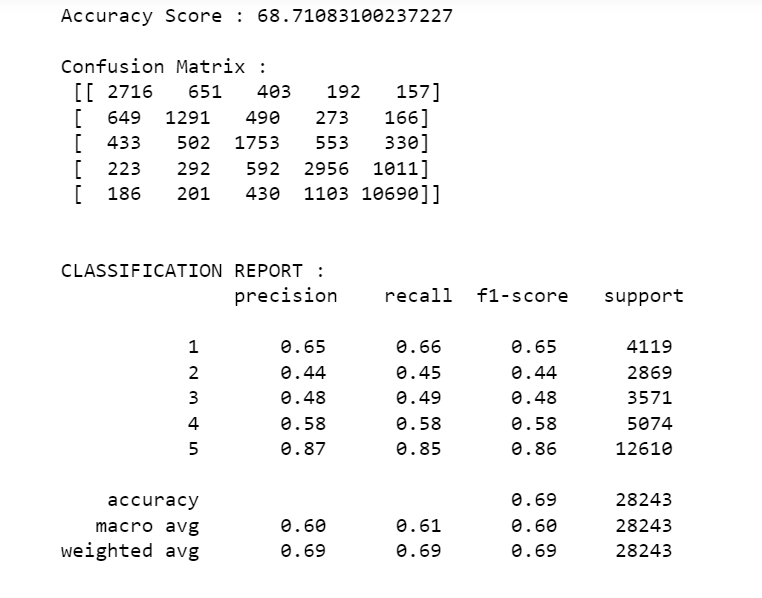 Accuracy Score : 68.71083100237227
Confusion Matrix :
[[ 2716 651 403 192 157]
[ 649 1291 490 273 166]
[ 433 502 1753 553 330]
[ 223 292 592 2956 1011]
[ 186 201 430 1103 10690]]
CLASSIFICATION REPORT :
precision recall f1-score support
1 0.65 0.66 0.65 4119
2 0.44 0.45 0.44 2869
3 0.48 0.49 0.48 3571
4 0.58 0.58 0.58 5074
5 0.87 0.85 0.86 12610
accuracy 0.69 28243
macro avg 0.60 0.61 0.60 28243
weighted avg 0.69 0.69 0.69 28243